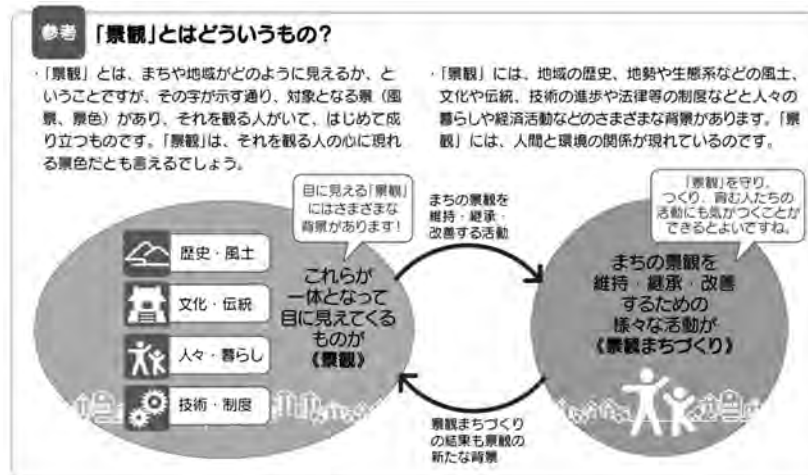 参考 「景観」とはどういうもの?
・「景観」とは、まちや地域がどのように見えるか、と
いうことですが、その字が示す通り、対象となる景(風
景、景色)があり、それを観る人がいて、はじめて成
り立つものです。「景観」は、それを観る人の心に現れ
る景色だとも言えるでしょう。
・「景観」には、地域の歴史、地勢や生態系などの風土、
文化や伝統、技術の進歩や法律等の制度などと人々の
暮らしや経済活動などのさまざまな背景があります。「景
観」には、人間と環境の関係が現れているのです。
目に見える「景観」
にはさまざまな
背景があります!
歴史・風土
文化・伝統
人々・暮らし
技術・制度
これらが
一体となって
目に見えてくる
ものが
《景観》
まちの景観を
維持・継承・
改善する活動
「景観」を守り、
つくり、育む人たちの
活動にも気がつくことが
できるとよいですね。
まちの景観を
維持・継承・改善
するための
様々な活動が
《景観まちづくり》
景観まちづくり
の結果も景観の
新たな背景